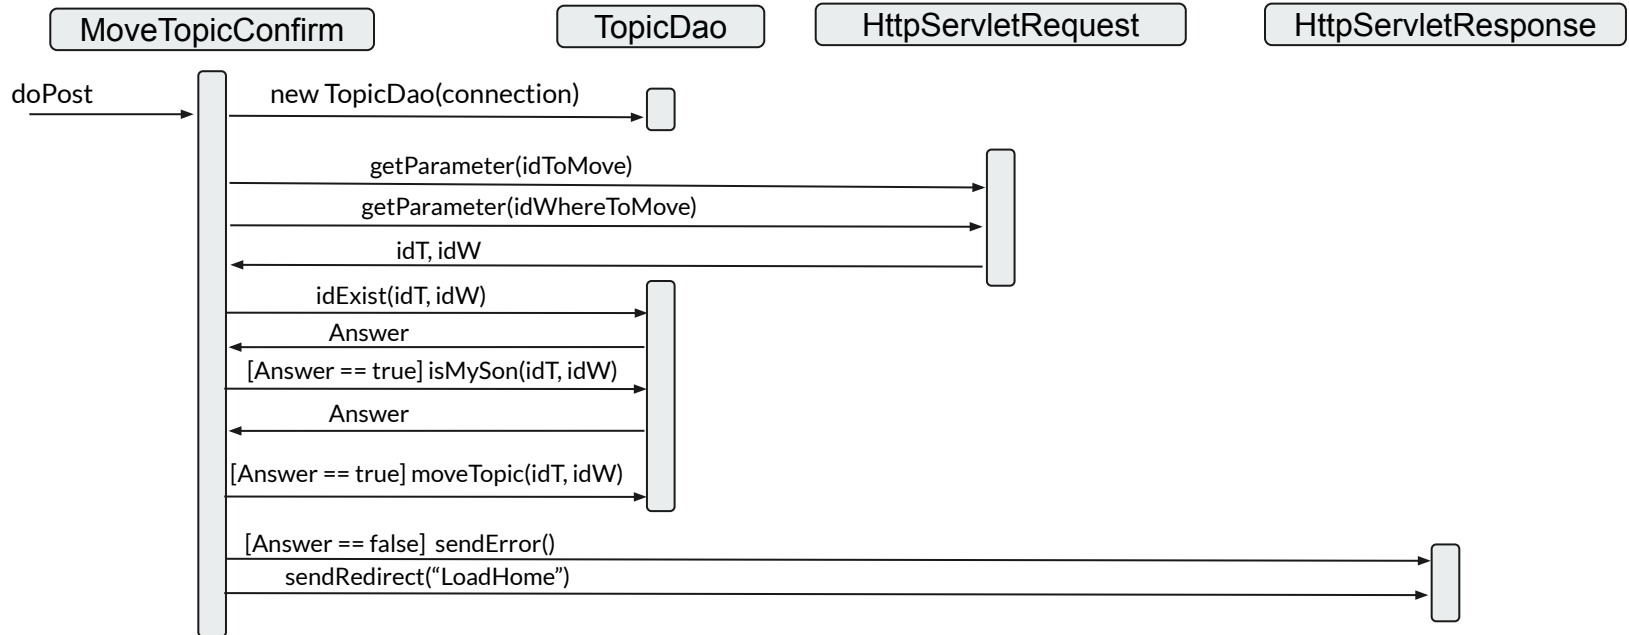 MoveTopicConfirm
TopicDao
HttpServletRequest
HttpServletResponse
doPost
new TopicDao(connection)
getParameter(idToMove)
getParameter(idWhereToMove)
idT, idW
idExist(idT, idW)
Answer
[Answer == true] isMySon(idT, idW)
Answer
[Answer == true] moveTopic(idT, idW)
[Answer == false] sendError()
sendRedirect(“LoadHome”)